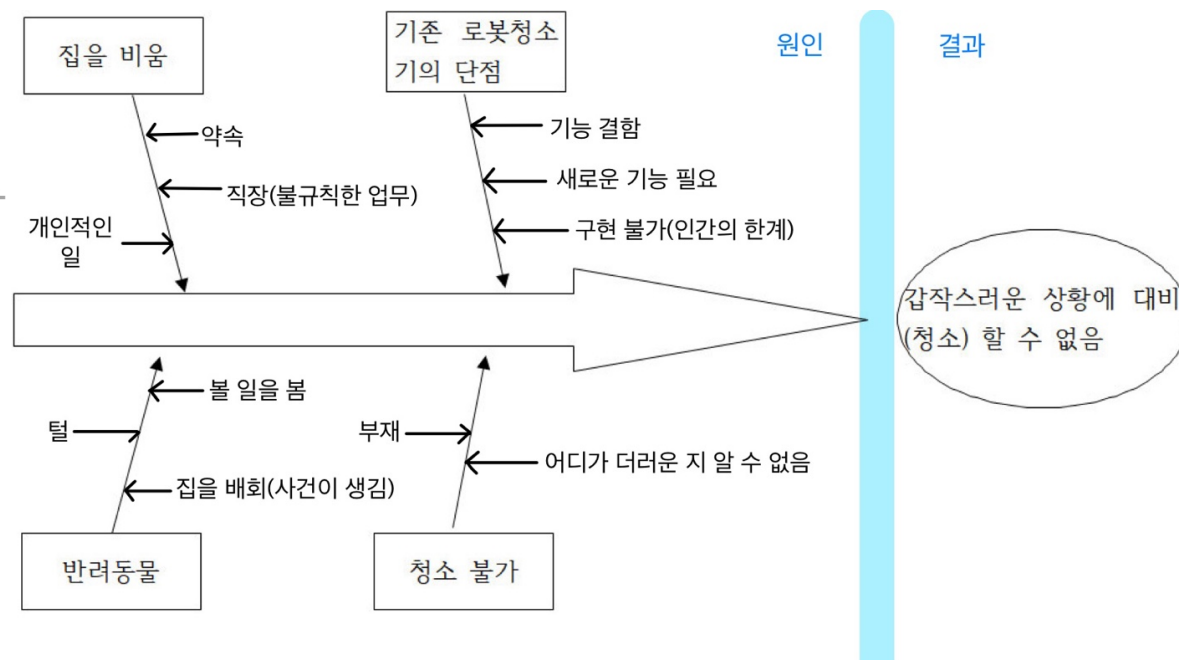 집을 비움
기존 로봇청소
기의 단점
원인
결과
약속
직장(불규칙한 업무)
개인적인
일
기능 결함
새로운 기능 필요
구현 불가(인간의 한계)
갑작스러운 상황에 대비
(청소) 할 수 없음
볼 일을 봄
털
집을 배회(사건이 생김)
부재
어디가 더러운 지 알 수 없음
반려동물
청소 불가